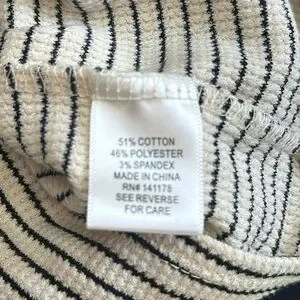 51% COTTON
46% POLYESTER
3% SPANDEX
MADE IN CHINA
RN# 141178
SEE REVERSE
FOR CARE